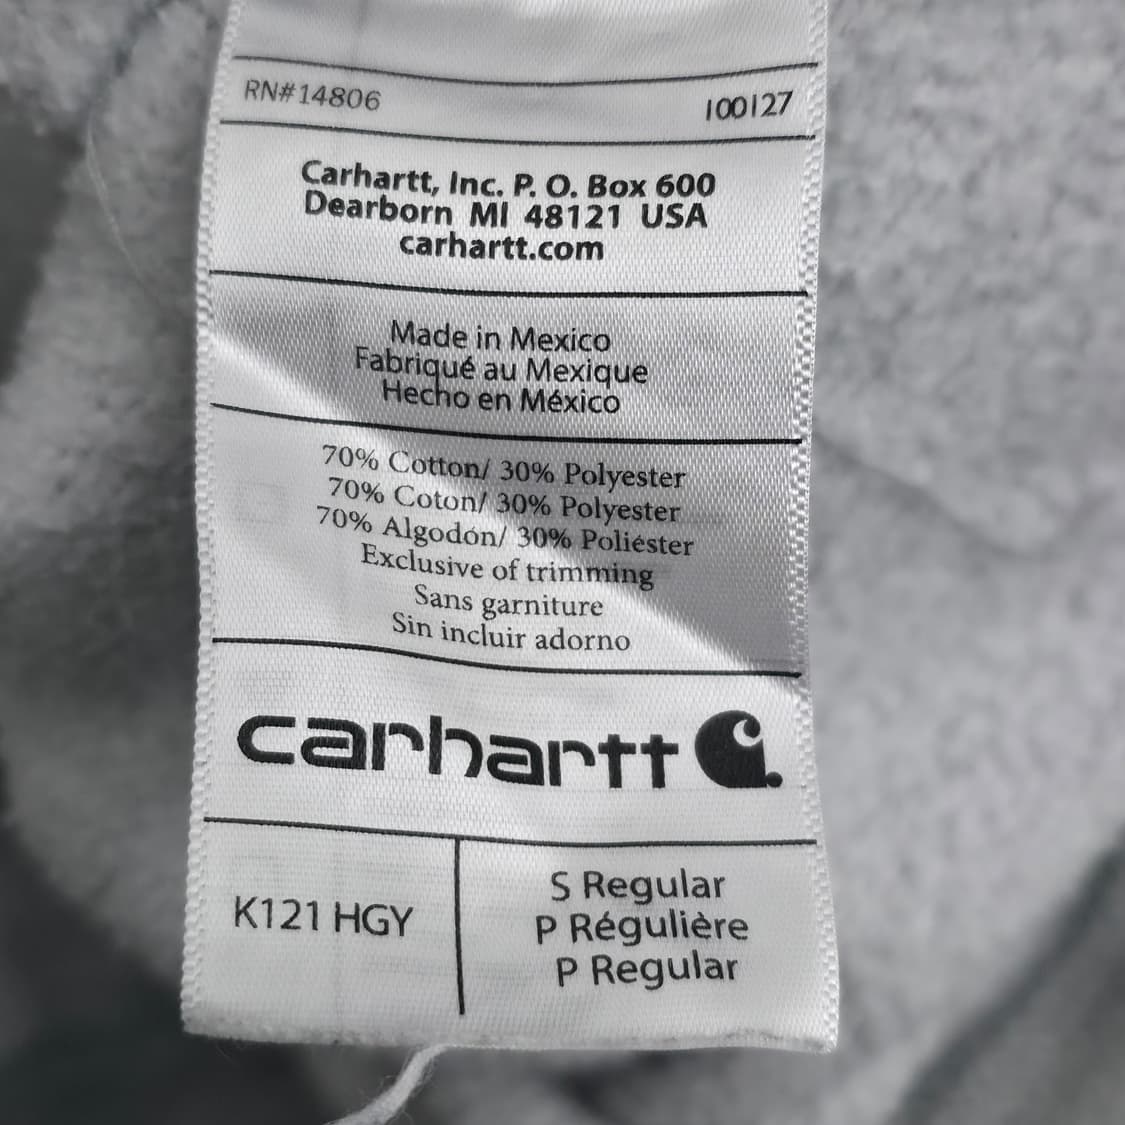 RN#14806 100127
Carhartt, Inc. P. O. Box 600
Dearborn MI 48121 USA
carhartt.com
Made in Mexico
Fabriqué au Mexique
Hecho en México
70% Cotton/ 30% Polyester
70% Coton/ 30% Polyester
70% Algodón/ 30% Poliéster
Exclusive of trimming
Sans garniture
Sin incluir adorno
carhartt
K121 HGY
S Regular
P Régulière
P Regular